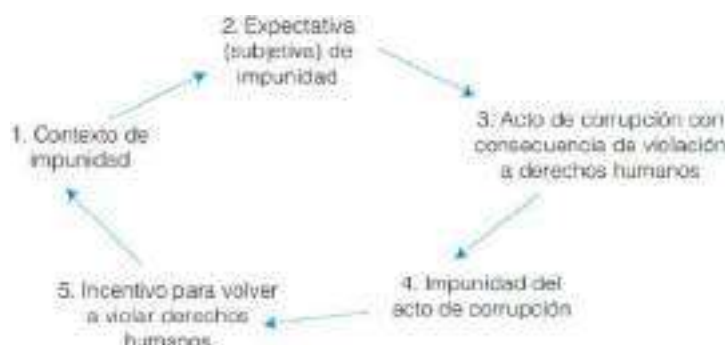 2. Expectativa
(subjetiva) de
impunidad
1. Contexto de
impunidad
3. Acto de corrupción con
consecuencia de violación
a derechos humanos
4. Impunidad del
acto de corrupción
5. Incentivo para volver
a violar derechos
humanos